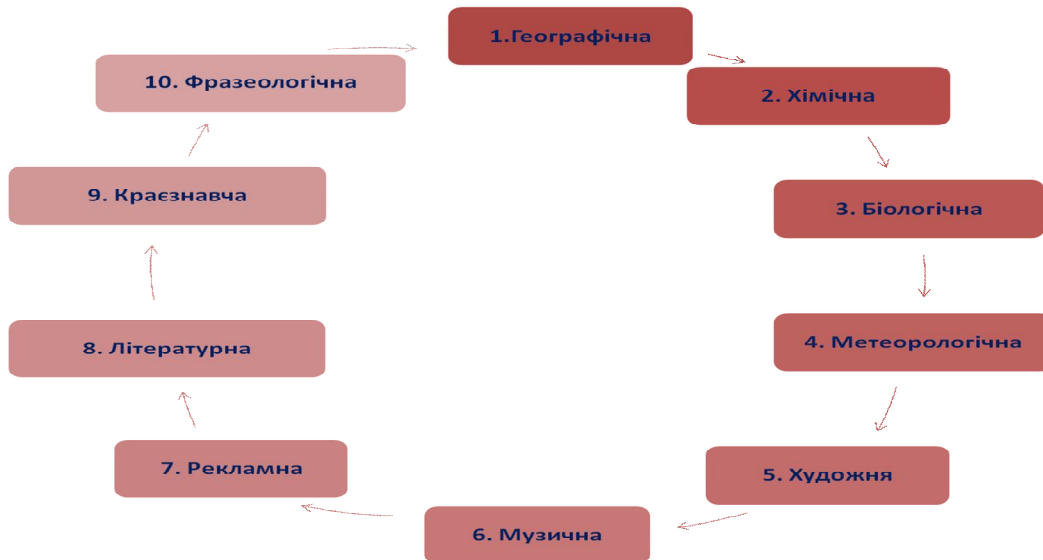 1.Географічна
2. Хімічна
3. Біологічна
4. Метеорологічна
5. Художня
6. Музична
7. Рекламна
8. Літературна
9. Краєзнавча
10. Фразеологічна